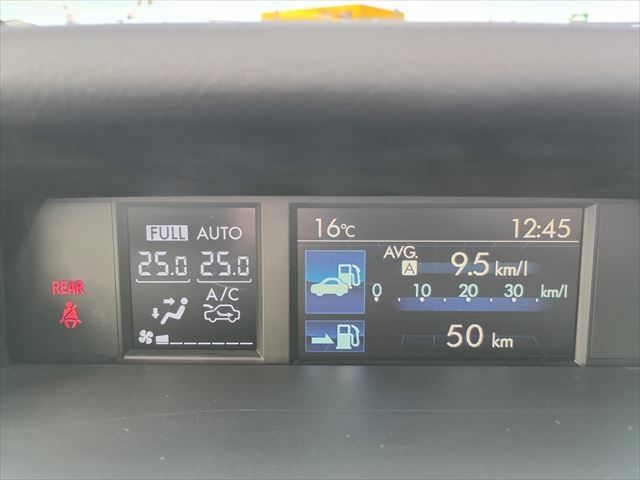 REAR
FULL AUTO
25.0 25.0
A/C
16°C 12:45
AVG.
A 9.5 km/l
0 10 20 30 km/l
50 km